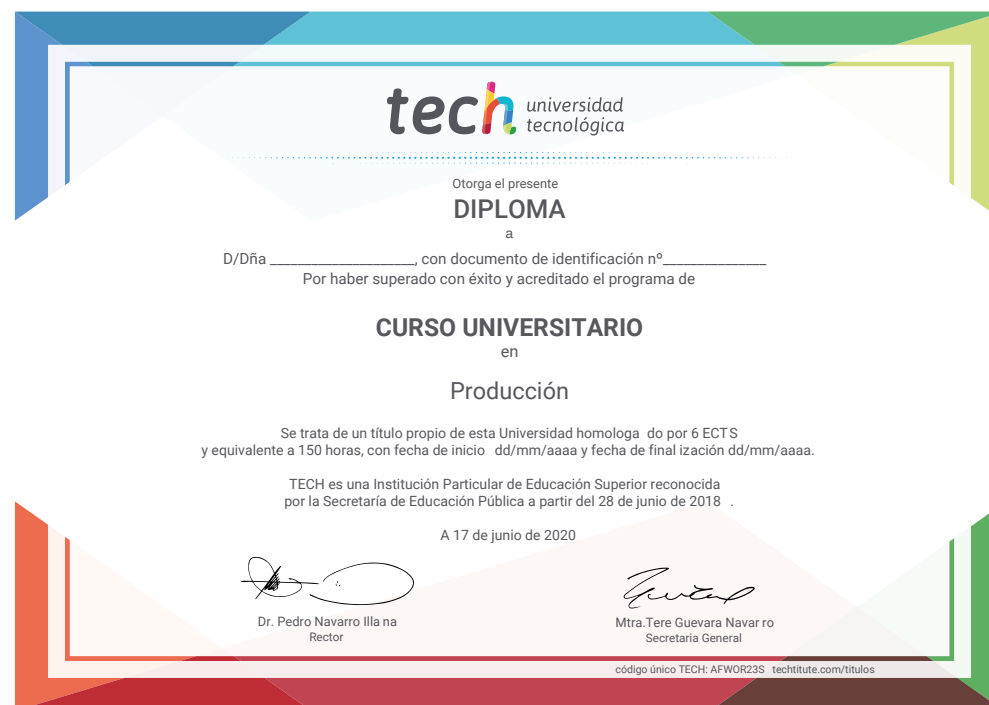 tech universidad
tecnológica
Otorga el presente
DIPLOMA
a
D/Dña ___________________, con documento de identificación nº______________
Por haber superado con éxito y acreditado el programa de
CURSO UNIVERSITARIO
en
Producción
Se trata de un título propio de esta Universidad homologa do por 6 ECTS
y equivalente a 150 horas, con fecha de inicio dd/mm/aaaa y fecha de final ización dd/mm/aaaa.
TECH es una Institución Particular de Educación Superior reconocida
por la Secretaría de Educación Pública a partir del 28 de junio de 2018 .
A 17 de junio de 2020
Dr. Pedro Navarro Illa na
Rector
Mtra.Tere Guevara Navar ro
Secretaria General
código único TECH: AFWOR23S techtitute.com/titulos